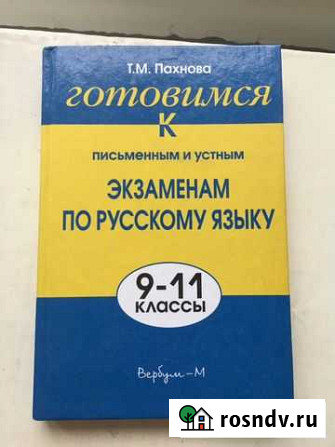 Т.М. Пахнова
готовимся
к
письменным и устным
ЭКЗАМЕНАМ
ПО РУССКОМУ ЯЗЫКУ
9-11
КЛАССЫ
Вербум-М
rosndv.ru